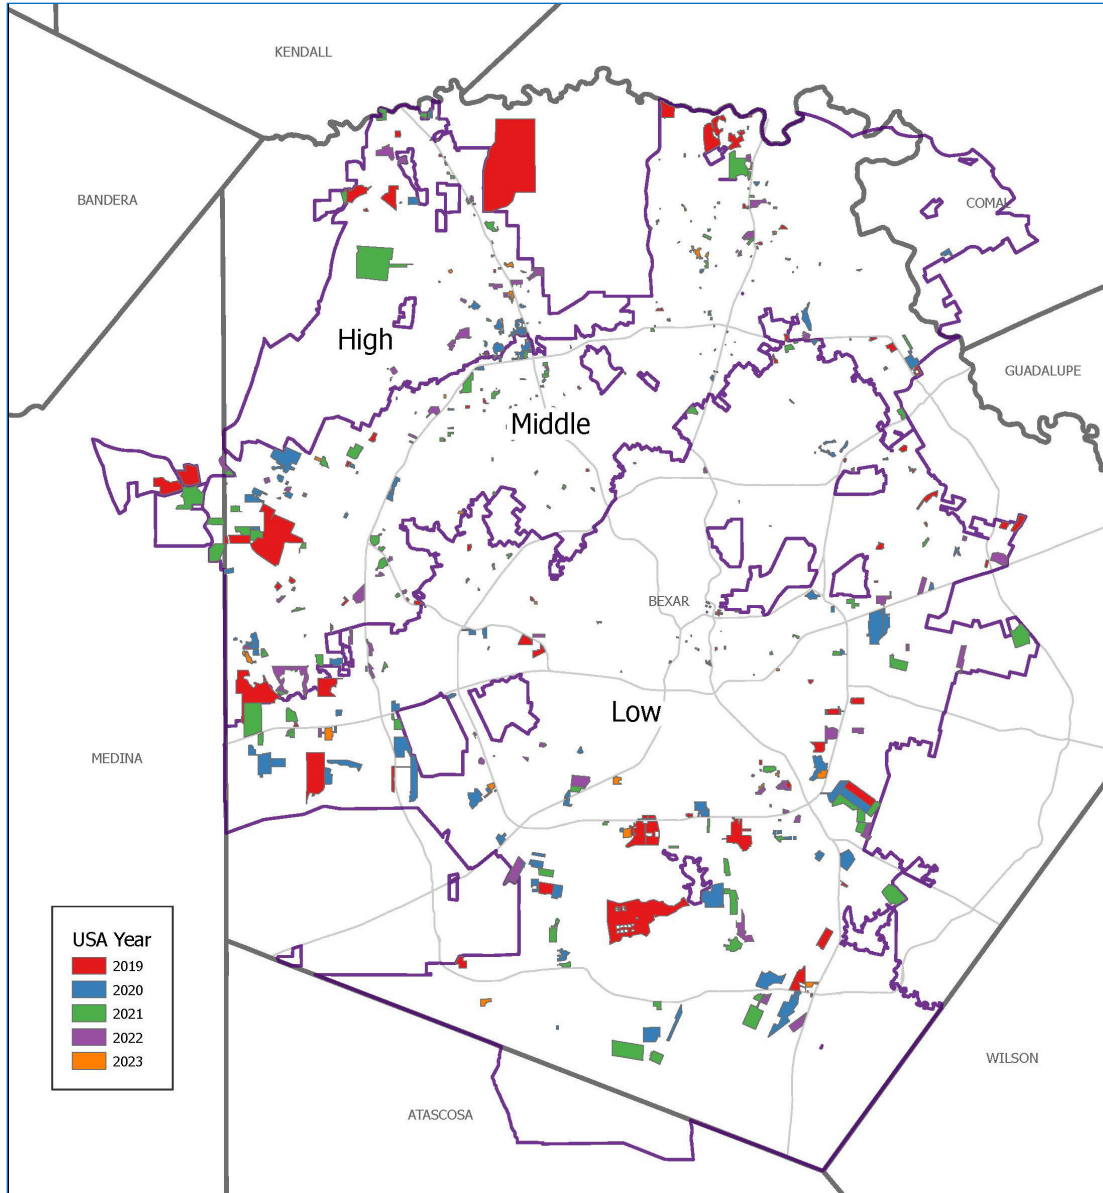 KENDALL
BANDERA
COMAL
High
GUADALUPE
Middle
BEXAR
Low
MEDINA
USA Year
2019
2020
2021
2022
2023
WILSON
ATASCOSA